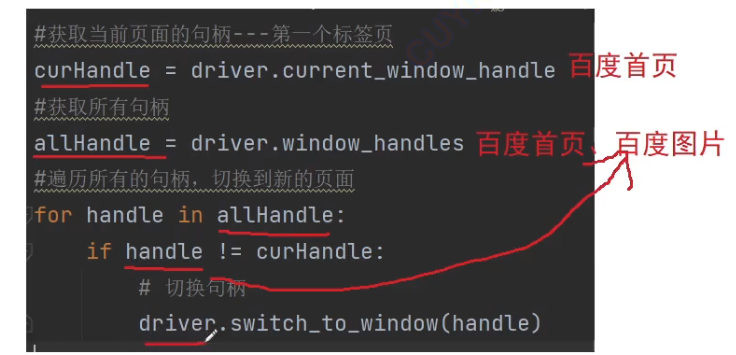 #获取当前页面的句柄---第一个标签页
curHandle = driver.current_window_handle 百度首页
#获取所有句柄
allHandle = driver.window_handles 百度首页、百度图片
#遍历所有的句柄，切换到新的页面
for handle in allHandle:
if handle != curHandle:
# 切换句柄
driver.switch_to_window(handle)